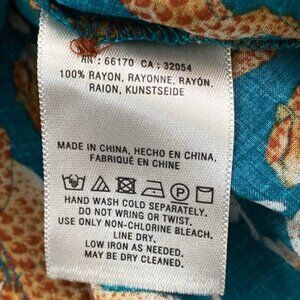 RN : 66170 CA : 32054
100% RAYON, RAYONNE, RAYÓN,
RAION, KUNSTSEIDE
MADE IN CHINA, HECHO EN CHINA,
FABRIQUÉ EN CHINE
HAND WASH COLD SEPARATELY.
DO NOT WRING OR TWIST.
USE ONLY NON-CHLORINE BLEACH.
LINE DRY.
LOW IRON AS NEEDED.
MAY BE DRY CLEANED.